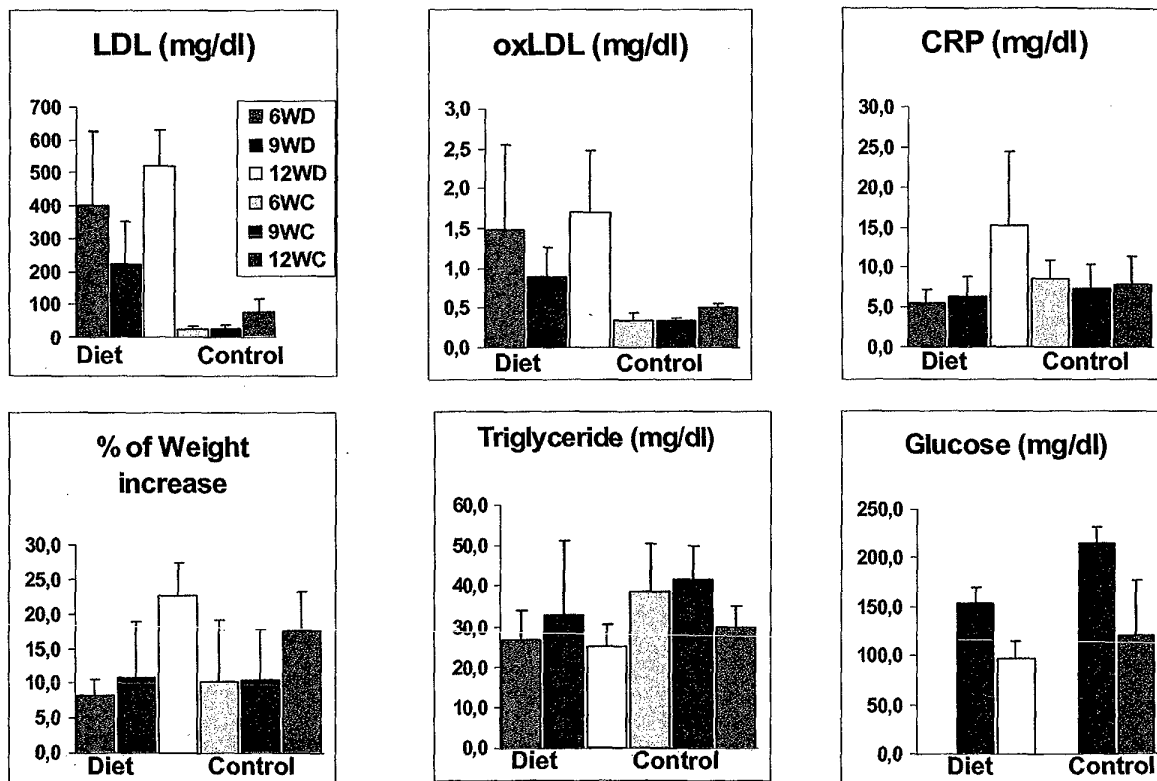 LDL (mg/dl)
700
600
500
400
300
200
100
0
6WD
9WD
12WD
6WC
9WC
12WC
Diet
Control
oxLDL (mg/dl)
3,0
2,5
2,0
1,5
1,0
0,5
0,0
Diet
Control
CRP (mg/dl)
30,0
25,0
20,0
15,0
10,0
5,0
0,0
Diet
Control
% of Weight
increase
30,0
25,0
20,0
15,0
10,0
5,0
0,0
Diet
Control
Triglyceride (mg/dl)
60,0
50,0
40,0
30,0
20,0
10,0
0,0
Diet
Control
Glucose (mg/dl)
250,0
200,0
150,0
100,0
50,0
0,0
Diet
Control